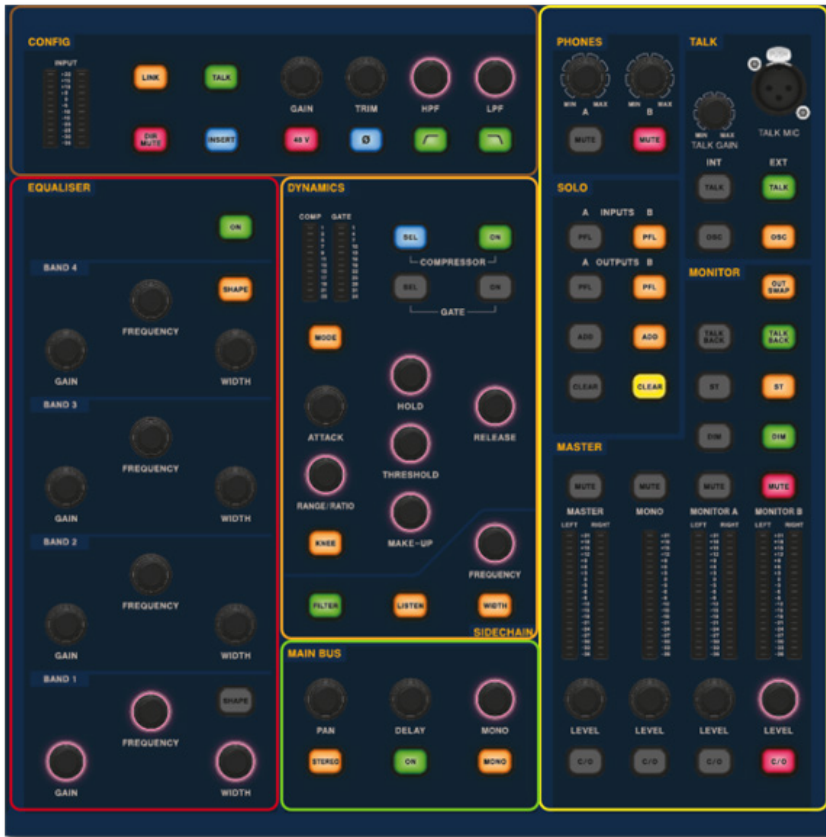 CONFIG
INPUT
LINK
TALK
GAIN
TRIM
HPF
LPF
DIR MUTE
INSERT
48 V
Ø
EQUALISER
ON
BAND 4
SHAPE
FREQUENCY
GAIN
WIDTH
BAND 3
FREQUENCY
GAIN
WIDTH
BAND 2
FREQUENCY
GAIN
WIDTH
BAND 1
SHAPE
FREQUENCY
GAIN
WIDTH
DYNAMICS
COMP GATE
SEL
ON
COMPRESSOR
SEL
ON
GATE
MODE
HOLD
ATTACK
RELEASE
THRESHOLD
RANGE/RATIO
MAKE-UP
KNEE
FREQUENCY
FILTER
LISTEN
WIDTH
SIDECHAIN
MAIN BUS
PAN
DELAY
MONO
STEREO
ON
MONO
PHONES
MIN MAX
MIN MAX
A
B
MUTE
MUTE
TALK
MIN MAX
TALK GAIN
TALK MIC
INT
EXT
TALK
TALK
OSC
OSC
SOLO
A INPUTS B
PFL
PFL
A OUTPUTS B
PFL
PFL
ADD
ADD
CLEAR
CLEAR
MONITOR
OUT SWAP
TALK BACK
TALK BACK
ST
ST
DIM
DIM
MASTER
MUTE
MUTE
MUTE
MUTE
MASTER
MONO
MONITOR A
MONITOR B
LEFT RIGHT
LEFT RIGHT
LEFT RIGHT
LEVEL
LEVEL
LEVEL
LEVEL
C/O
C/O
C/O
C/O